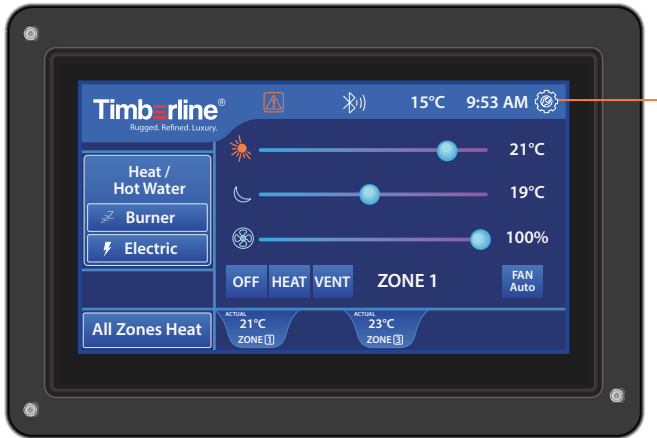 Timberline®
Rugged. Refined. Luxury.
15°C 9:53 AM
21°C
Heat /
Hot Water
19°C
zzZ Burner
Electric
100%
OFF HEAT VENT ZONE 1 FAN
Auto
All Zones Heat
ACTUAL
21°C
ZONE 1
ACTUAL
23°C
ZONE 3